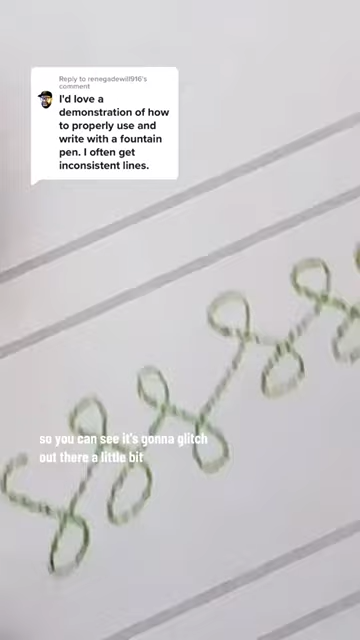 Reply to renegadewill916's
comment
I'd love a
demonstration of how
to properly use and
write with a fountain
pen. I often get
inconsistent lines.
so you can see it's gonna glitch
out there a little bit